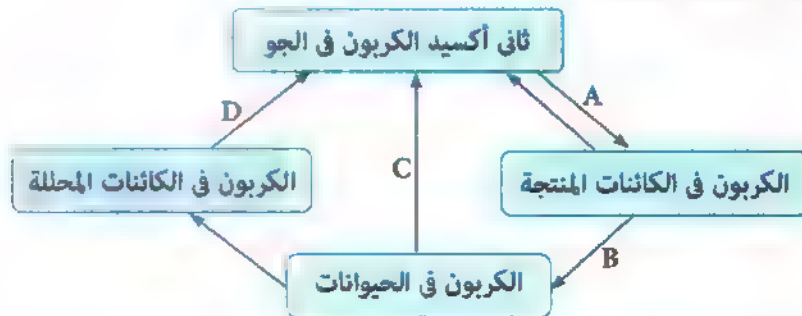 ثانى أكسيد الكربون فى الجو
D
A
الكربون فى الكائنات المحللة
C
الكربون فى الكائنات المنتجة
B
الكربون فى الحيوانات